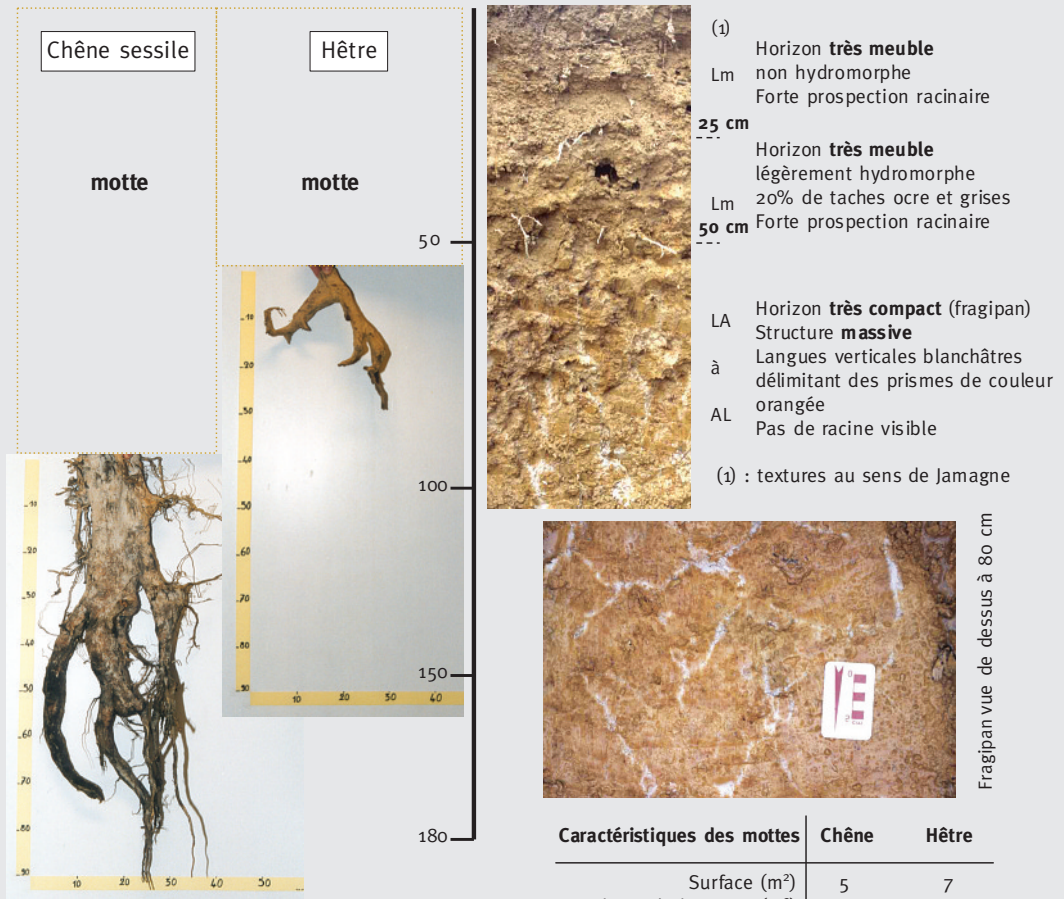 Chêne sessile
Hêtre
motte
motte
50
100
150
180
(1)
Lm
Horizon très meuble
non hydromorphe
Forte prospection racinaire
25 cm
Lm
Horizon très meuble
légèrement hydromorphe
20% de taches ocre et grises
Forte prospection racinaire
50 cm
LA
à
AL
Horizon très compact (fragipan)
Structure massive
Langues verticales blanchâtres
délimitant des prismes de couleur
orangée
Pas de racine visible
(1) : textures au sens de Jamagne
Fragipan vue de dessus à 80 cm
Caractéristiques des mottes Chêne Hêtre
Surface (m²) 5 7